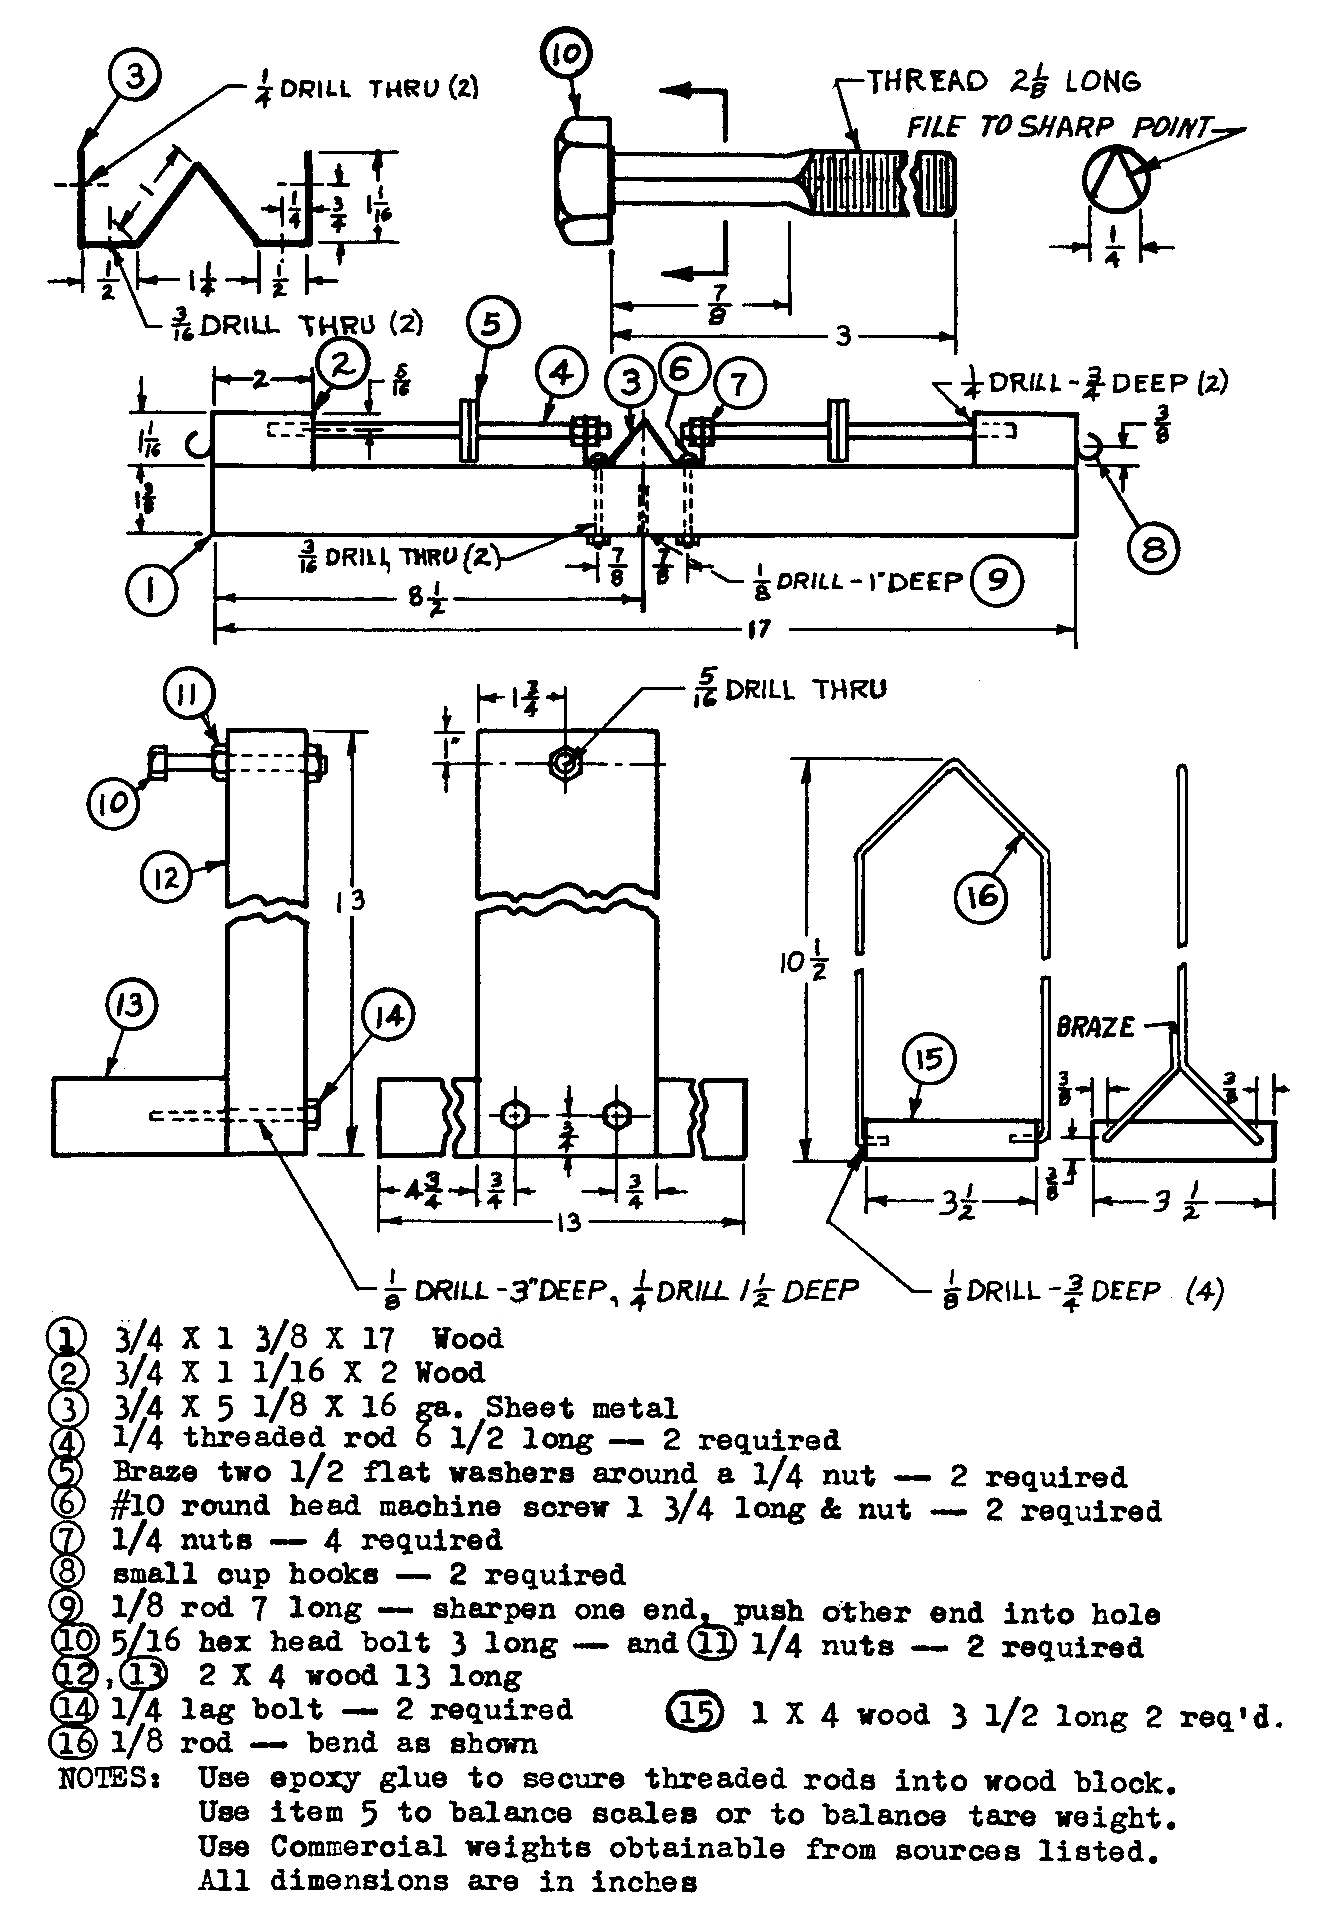 3
1/4 DRILL THRU (2)
10
THREAD 2 1/8 LONG
FILE TO SHARP POINT
1
1/4
3/4
1 1/16
1/2
1 1/4
1/2
1/4
7/8
3
3/16 DRILL THRU (2)
5
2
2
5/16
4
3
6
7
1/4 DRILL - 3/4 DEEP (2)
3/8
1 1/16
1 3/8
8
1
3/16 DRILL THRU (2)
7/8
7/8
1/8 DRILL - 1" DEEP
9
8 1/2
17
11
1 3/4
5/16 DRILL THRU
1"
10
12
13
16
10 1/2
13
14
BRAZE
15
3/8
3/8
3/4
4 3/4
3/4
3/4
13
3 1/2
3/8
3 1/2
1/8 DRILL - 3" DEEP, 1/4 DRILL 1 1/2 DEEP
1/8 DRILL - 3/4 DEEP (4)
1 3/4 X 1 3/8 X 17 Wood
2 3/4 X 1 1/16 X 2 Wood
3 3/4 X 5 1/8 X 16 ga. Sheet metal
4 1/4 threaded rod 6 1/2 long -- 2 required
5 Braze two 1/2 flat washers around a 1/4 nut -- 2 required
6 #10 round head machine screw 1 3/4 long & nut -- 2 required
7 1/4 nuts -- 4 required
8 small cup hooks -- 2 required
9 1/8 rod 7 long -- sharpen one end, push other end into hole
10 5/16 hex head bolt 3 long -- and 11 1/4 nuts -- 2 required
12, 13 2 X 4 wood 13 long
14 1/4 lag bolt -- 2 required 15 1 X 4 wood 3 1/2 long 2 req'd.
16 1/8 rod -- bend as shown
NOTES: Use epoxy glue to secure threaded rods into wood block.
Use item 5 to balance scales or to balance tare weight.
Use Commercial weights obtainable from sources listed.
All dimensions are in inches